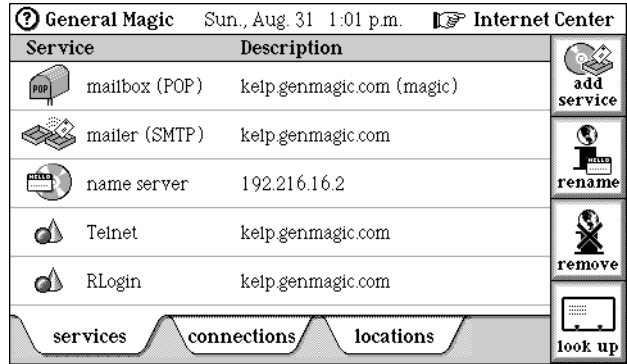 ? General Magic Sun., Aug. 31 1:01 p.m. Internet Center
Service Description
POP mailbox (POP) kelp.genmagic.com (magic)
mailer (SMTP) kelp.genmagic.com
HELLO name server 192.216.16.2
Telnet kelp.genmagic.com
RLogin kelp.genmagic.com
add
service
HELLO
rename
remove
look up
services connections locations